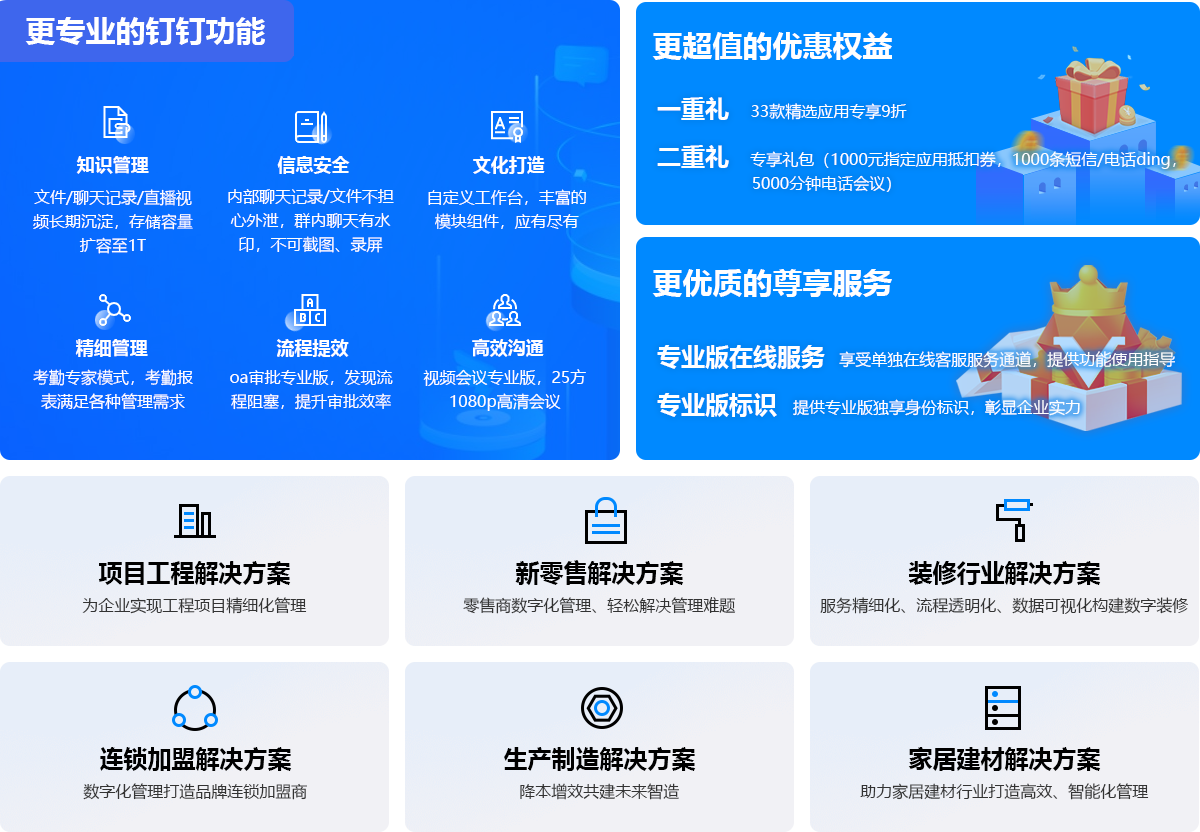 更专业的钉钉功能
知识管理
文件/聊天记录/直播视
频长期沉淀，存储容量
扩容至1T
信息安全
内部聊天记录/文件不担
心外泄，群内聊天有水
印，不可截图、录屏
文化打造
自定义工作台，丰富的
模块组件，应有尽有
精细管理
考勤专家模式，考勤报
表满足各种管理需求
流程提效
oa审批专业版，发现流
程阻塞，提升审批效率
高效沟通
视频会议专业版，25方
1080p高清会议
更超值的优惠权益
一重礼 33款精选应用专享9折
二重礼 专享礼包（1000元指定应用抵扣券，1000条短信/电话ding，
5000分钟电话会议）
更优质的尊享服务
专业版在线服务 享受单独在线客服服务通道，提供功能使用指导
专业版标识 提供专业版独享身份标识，彰显企业实力
项目工程解决方案
为企业实现工程项目精细化管理
新零售解决方案
零售商数字化管理、轻松解决管理难题
装修行业解决方案
服务精细化、流程透明化、数据可视化构建数字装修
连锁加盟解决方案
数字化管理打造品牌连锁加盟商
生产制造解决方案
降本增效共建未来智造
家居建材解决方案
助力家居建材行业打造高效、智能化管理